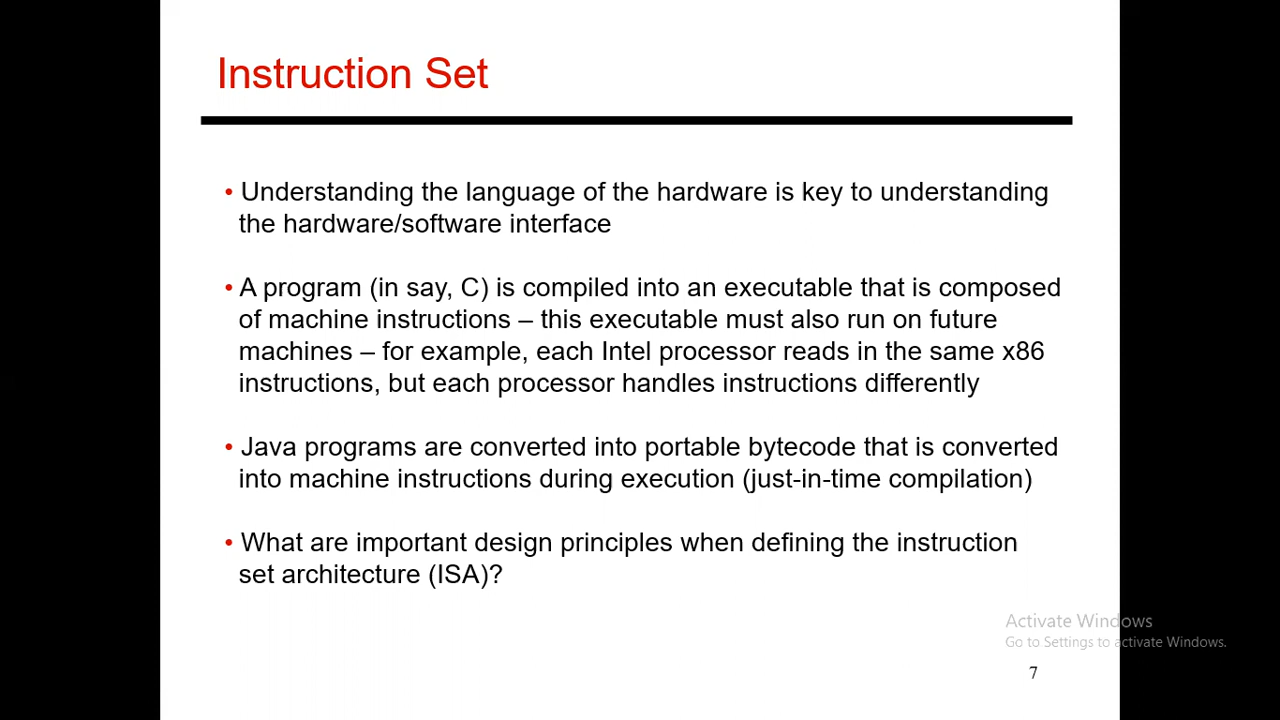 Instruction Set
• Understanding the language of the hardware is key to understanding
the hardware/software interface
• A program (in say, C) is compiled into an executable that is composed
of machine instructions – this executable must also run on future
machines – for example, each Intel processor reads in the same x86
instructions, but each processor handles instructions differently
• Java programs are converted into portable bytecode that is converted
into machine instructions during execution (just-in-time compilation)
• What are important design principles when defining the instruction
set architecture (ISA)?
Activate Windows
Go to Settings to activate Windows.
7